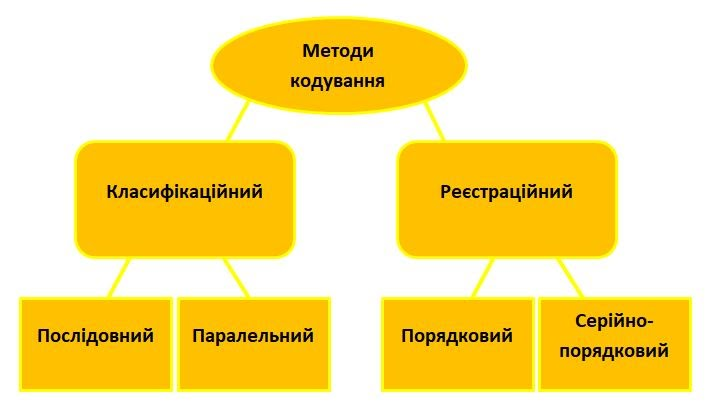 Методи
кодування
Класифікаційний
Реєстраційний
Послідовний
Паралельний
Порядковий
Серійно-
порядковий